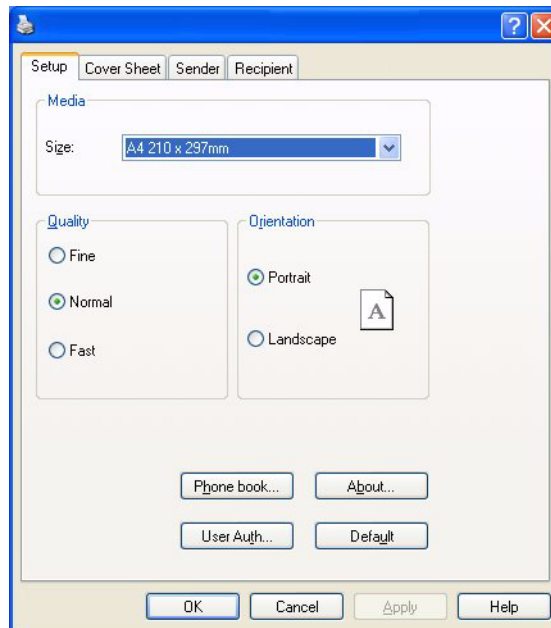 Setup Cover Sheet Sender Recipient
Media
Size: A4 210 x 297mm
Quality
Fine
Normal
Fast
Orientation
Portrait
Landscape
A
Phone book... About...
User Auth... Default
OK Cancel Apply Help